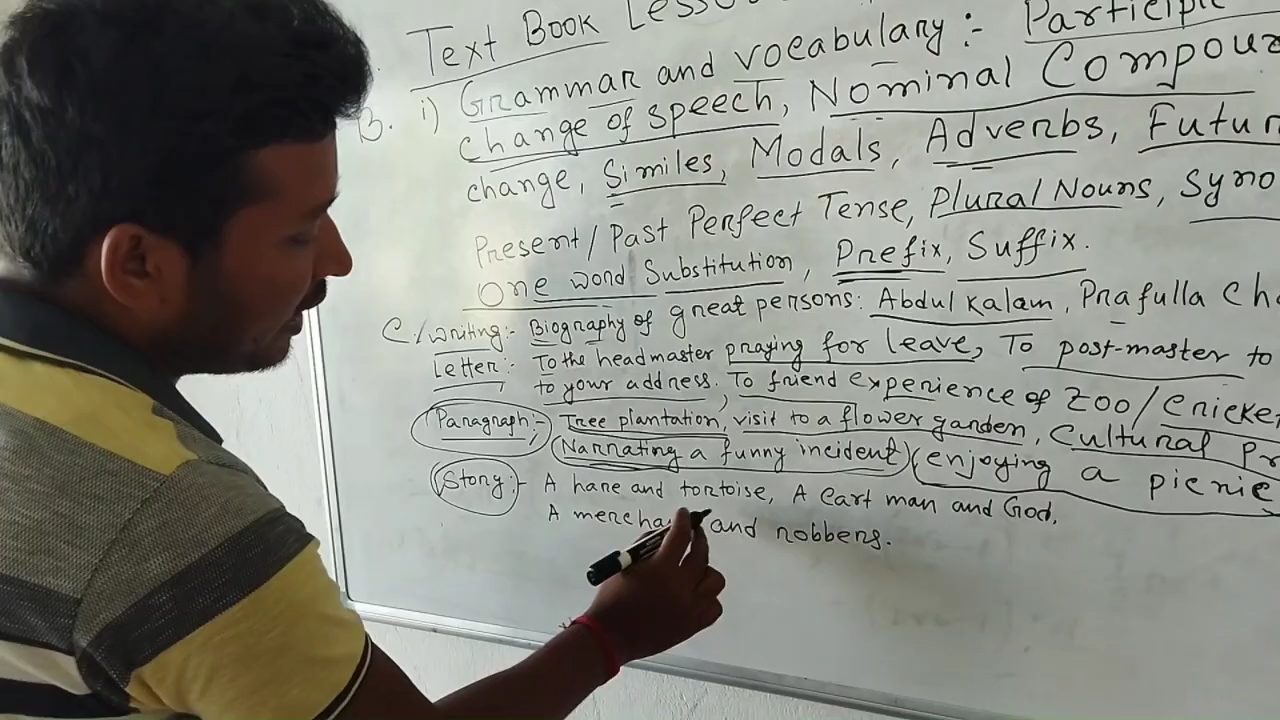 Text Book
B. i) Grammar and vocabulary :- Participle
change of speech, Nominal Compou
change, Similes, Modals, Adverbs, Futur
Present/Past Perfect Tense, Plural Nouns, Syno
One word Substitution, Prefix, Suffix.
C/writing:- Biography of great persons: Abdul Kalam, Prafulla Cha
Letter:- To the headmaster praying for leave, To post-master to
to your address. To friend experience of Zoo/cricke
Paragraph:- Tree plantation, visit to a flower garden, Cultural Pr
(Narrating a funny incident) (enjoying a picnic
Story:- A hare and tortoise, A Cart man and God,
A mercha and robbers.